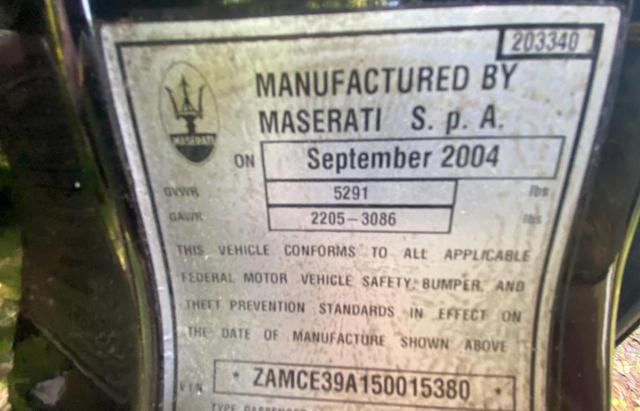 203340
MANUFACTURED BY
MASERATI S. p. A.
MASERATI
ON September 2004
GVWR 5291 lbs
GAWR 2205-3086 lbs
THIS VEHICLE CONFORMS TO ALL APPLICABLE
FEDERAL MOTOR VEHICLE SAFETY, BUMPER, AND
THEFT PREVENTION STANDARDS IN EFFECT ON
THE DATE OF MANUFACTURE SHOWN ABOVE
VIN * ZAMCE39A150015380 *
TYPE